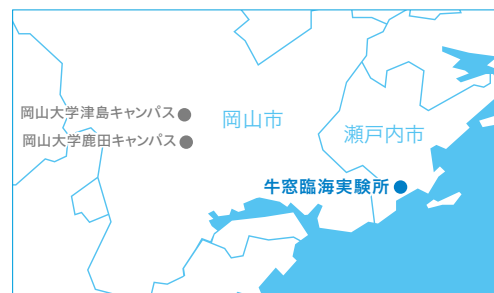 岡山大学津島キャンパス
岡山大学鹿田キャンパス
岡山市
瀬戸内市
牛窓臨海実験所